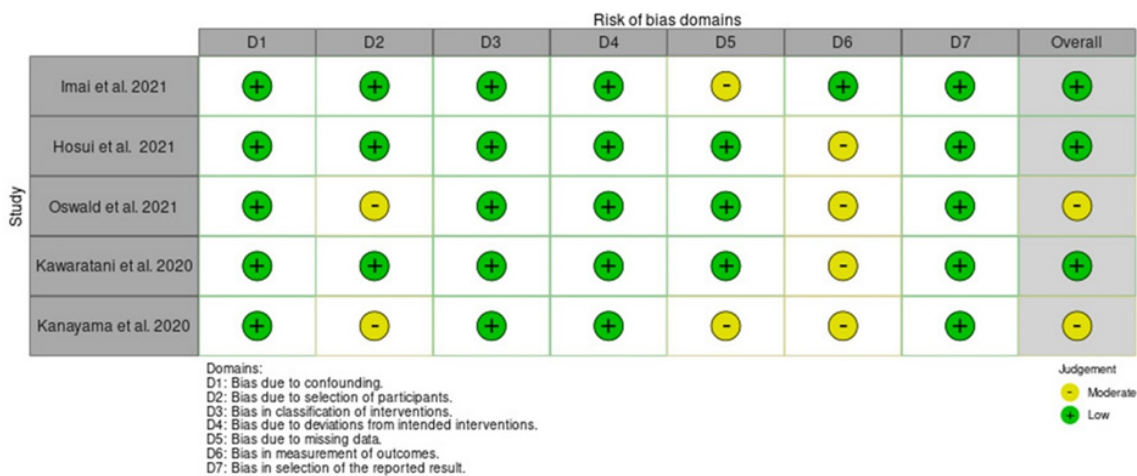 Risk of bias domains
D1 D2 D3 D4 D5 D6 D7 Overall
Study
Imai et al. 2021 + + + + - + + +
Hosui et al. 2021 + + + + + - + +
Oswald et al. 2021 + - + + + - + -
Kawaratani et al. 2020 + + + + + - + +
Kanayama et al. 2020 + - + + - - + -
Domains:
D1: Bias due to confounding.
D2: Bias due to selection of participants.
D3: Bias in classification of interventions.
D4: Bias due to deviations from intended interventions.
D5: Bias due to missing data.
D6: Bias in measurement of outcomes.
D7: Bias in selection of the reported result.
Judgement
- Moderate
+ Low